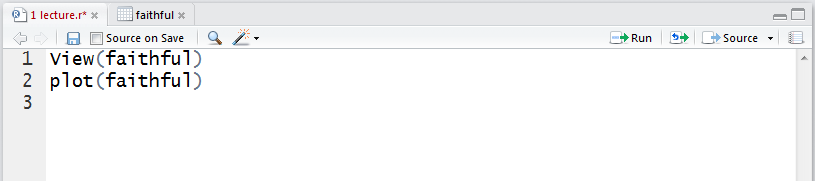 1 lecture.r* faithful
Source on Save Run Source
1 View(faithful)
2 plot(faithful)
3